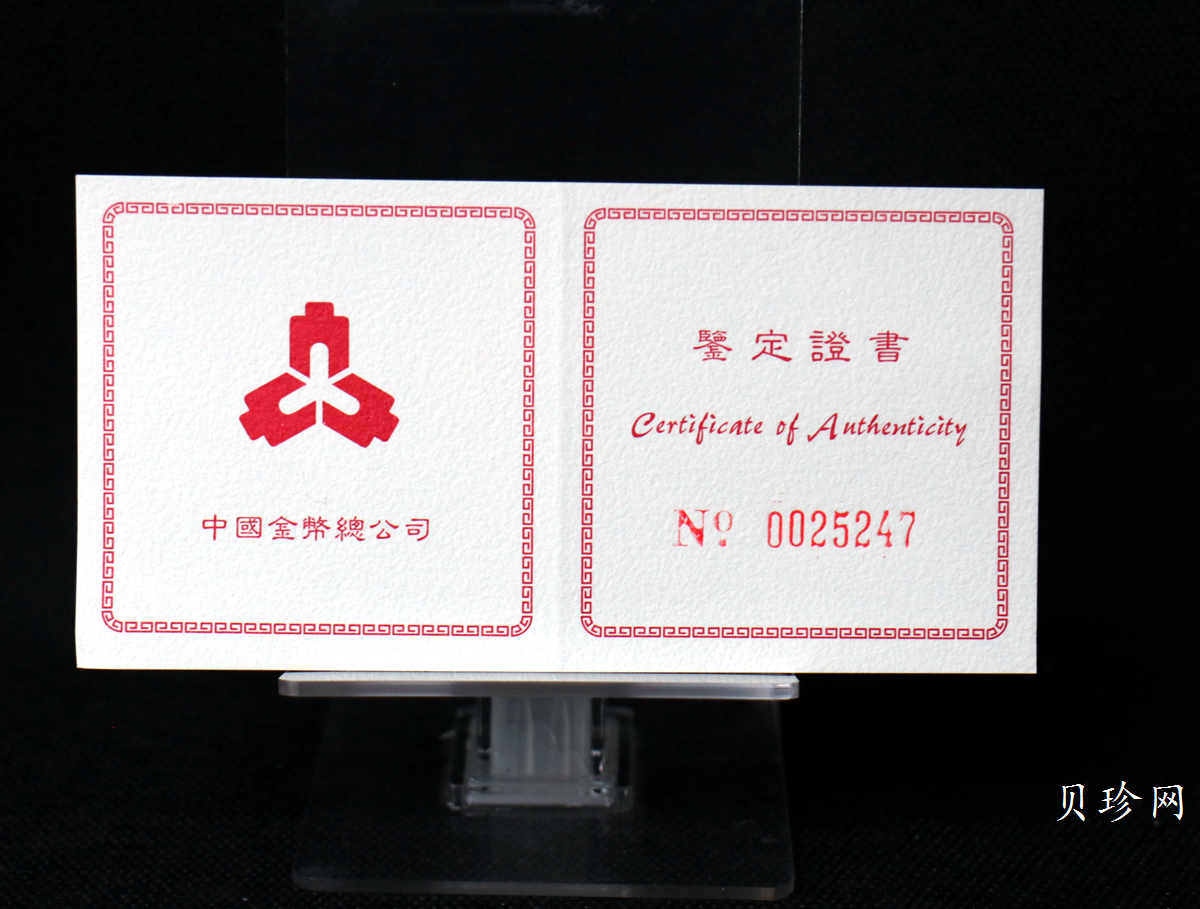 中國金幣總公司
鑒定證書
Certificate of Authenticity
Nº 0025247
贝珍网